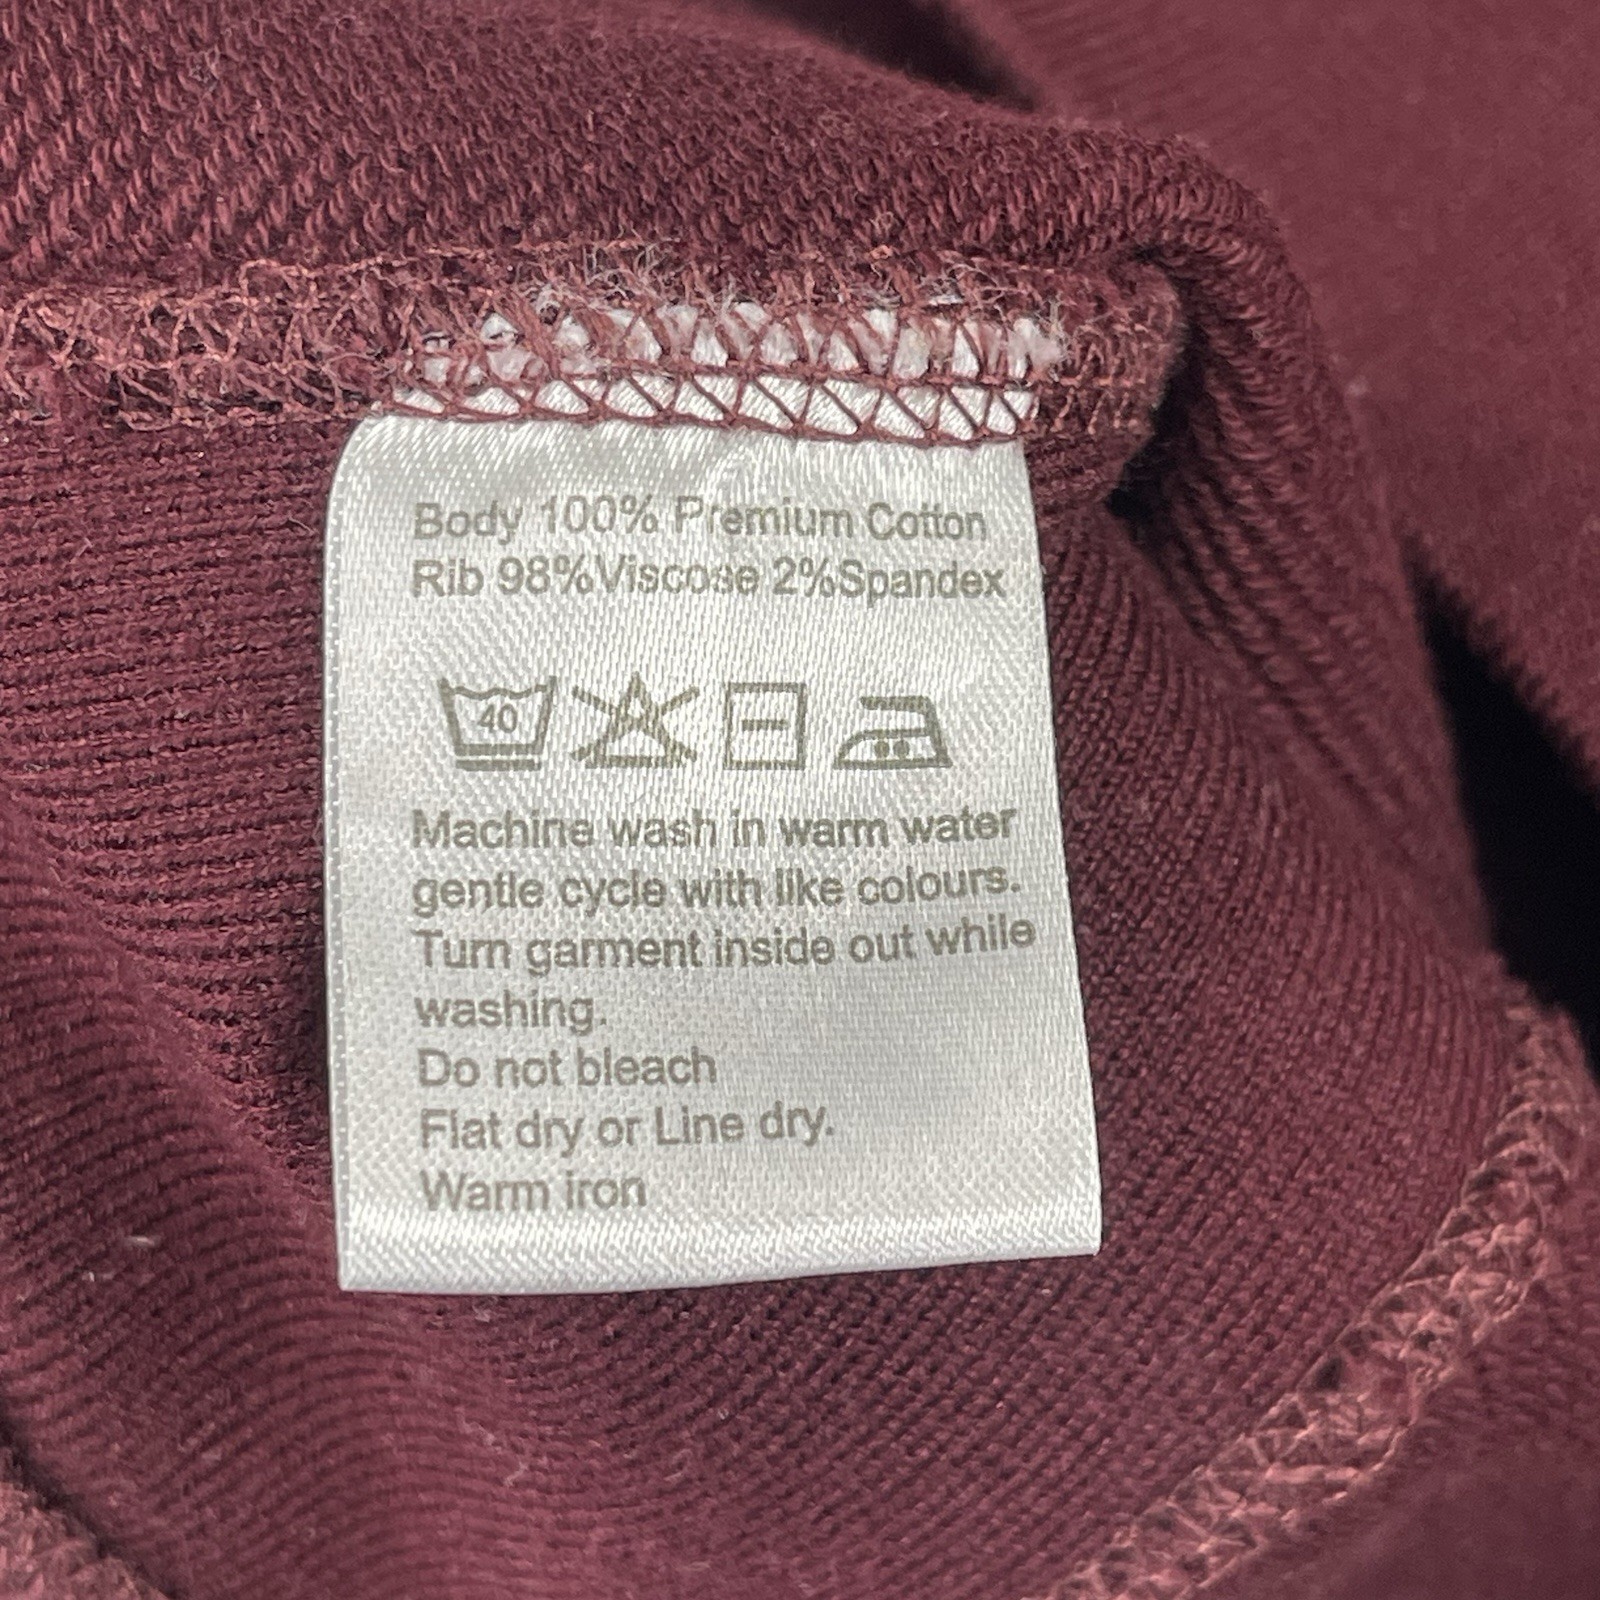 Body 100% Premium Cotton
Rib 98%Viscose 2%Spandex
40
Machine wash in warm water
gentle cycle with like colours.
Turn garment inside out while
washing.
Do not bleach
Flat dry or Line dry.
Warm iron